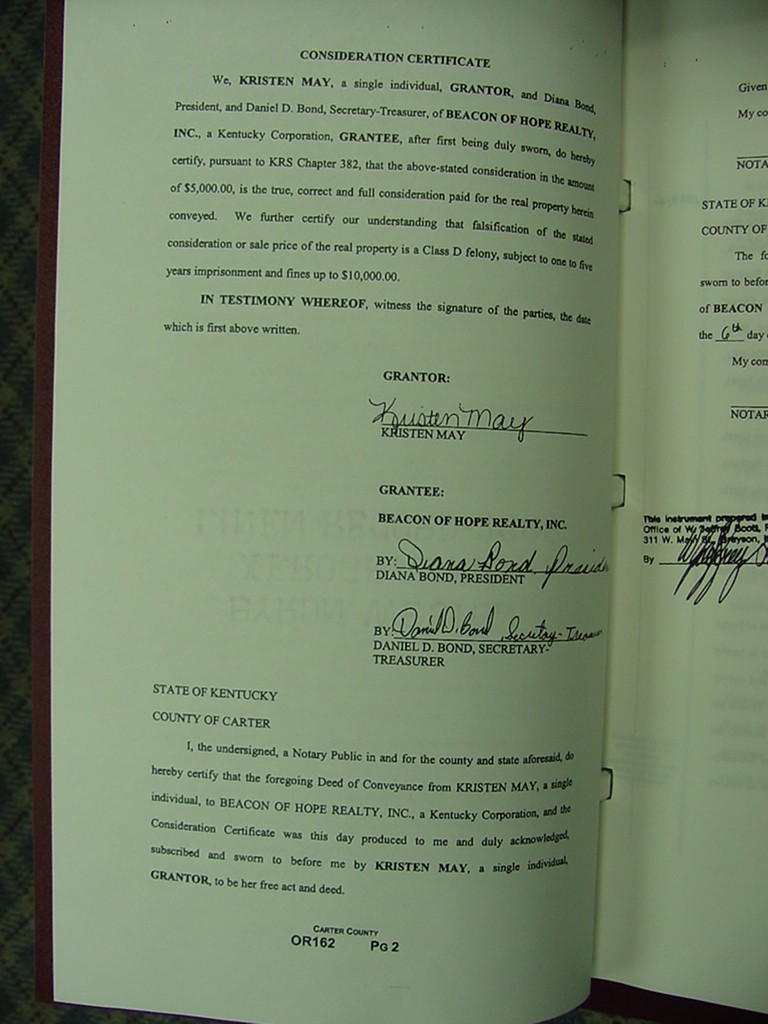 CONSIDERATION CERTIFICATE
We, KRISTEN MAY, a single individual, GRANTOR, and Diana Bond,
President, and Daniel D. Bond, Secretary-Treasurer, of BEACON OF HOPE REALTY,
INC., a Kentucky Corporation, GRANTEE, after first being duly sworn, do hereby
certify, pursuant to KRS Chapter 382, that the above-stated consideration in the amount
of $5,000.00, is the true, correct and full consideration paid for the real property herein
conveyed. We further certify our understanding that falsification of the stated
consideration or sale price of the real property is a Class D felony, subject to one to five
years imprisonment and fines up to $10,000.00.
IN TESTIMONY WHEREOF, witness the signature of the parties, the date
which is first above written.
GRANTOR:
Kristen May
KRISTEN MAY
GRANTEE:
BEACON OF HOPE REALTY, INC.
BY: Diana Bond
DIANA BOND, PRESIDENT
BY: Daniel D. Bond, Secretary-
DANIEL D. BOND, SECRETARY-
TREASURER
STATE OF KENTUCKY
COUNTY OF CARTER
I, the undersigned, a Notary Public in and for the county and state aforesaid, do
hereby certify that the foregoing Deed of Conveyance from KRISTEN MAY, a single
individual, to BEACON OF HOPE REALTY, INC., a Kentucky Corporation, and the
Consideration Certificate was this day produced to me and duly acknowledged,
subscribed and sworn to before me by KRISTEN MAY, a single individual,
GRANTOR, to be her free act and deed.
CARTER COUNTY
OR162 PG 2
Given
My co
NOTA
STATE OF K
COUNTY OF
The fo
sworn to befor
of BEACON
the 6th day
My com
NOTAR
This instrument prepared
Office of W. Jeffrey Scott, P
311 W. Main St., Grayson,
By